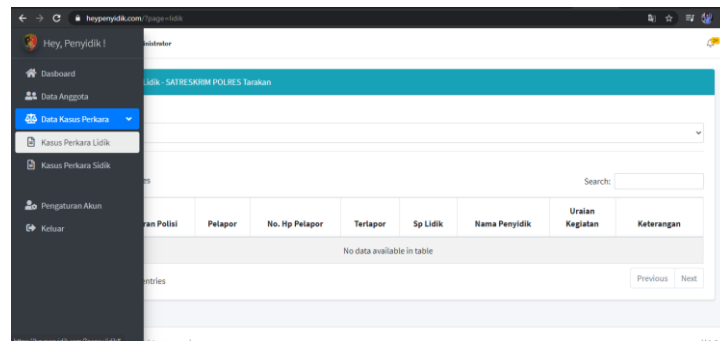 heypenyidik.com/?page=lidik
Hey, Penyidik !
ministrator
Dasboard
Lidik - SATRESKRIM POLRES Tarakan
Data Anggota
Data Kasus Perkara
Kasus Perkara Lidik
Kasus Perkara Sidik
es
Search:
Pengaturan Akun
Keluar
ran Polisi Pelapor No. Hp Pelapor Terlapor Sp Lidik Nama Penyidik Uraian Kegiatan Keterangan
No data available in table
entries
Previous Next